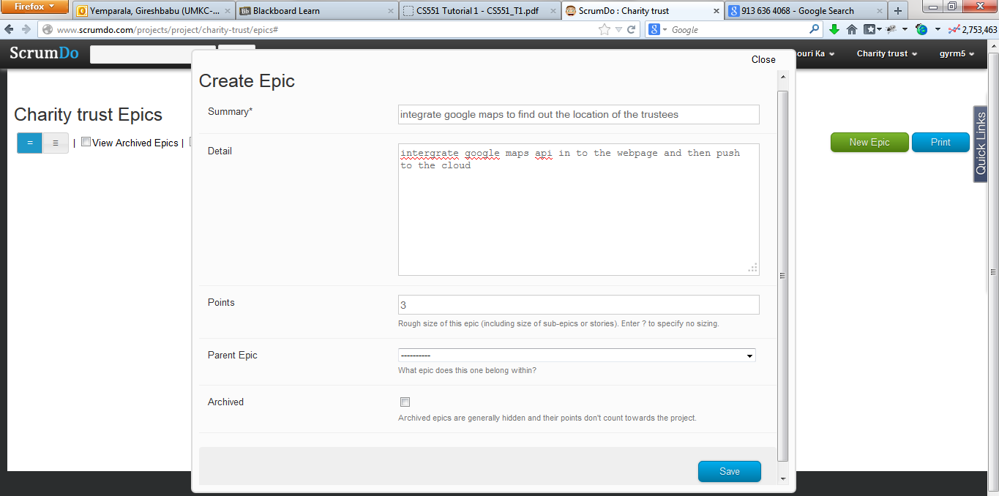 Firefox
Yemparala, Gireshbabu (UMKC-...
Blackboard Learn
CS551 Tutorial 1 - CS551_T1.pdf
ScrumDo : Charity trust
913 636 4068 - Google Search
www.scrumdo.com/projects/project/charity-trust/epics#
Google
2,753,463
ScrumDo
ouri Ka
Charity trust
gyrm5
Close
Create Epic
Charity trust Epics
| View Archived Epics |
New Epic
Print
Quick Links
Summary*
integrate google maps to find out the location of the trustees
Detail
intergrate google maps api in to the webpage and then push
to the cloud
Points
3
Rough size of this epic (including size of sub-epics or stories). Enter ? to specify no sizing.
Parent Epic
----------
What epic does this one belong within?
Archived
Archived epics are generally hidden and their points don't count towards the project.
Save